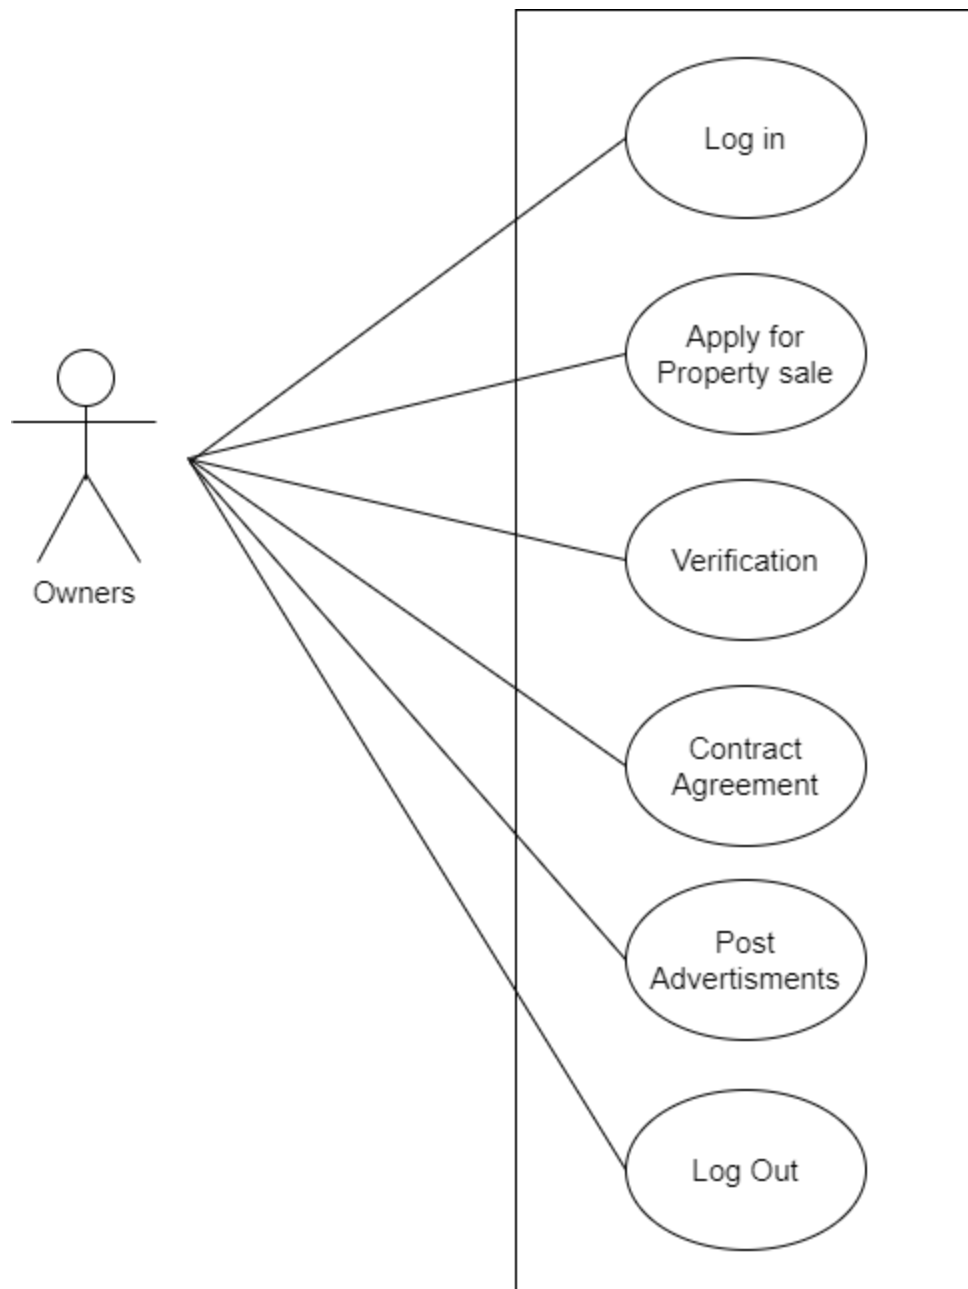 Log in
Apply for
Property sale
Owners
Verification
Contract
Agreement
Post
Advertisments
Log Out